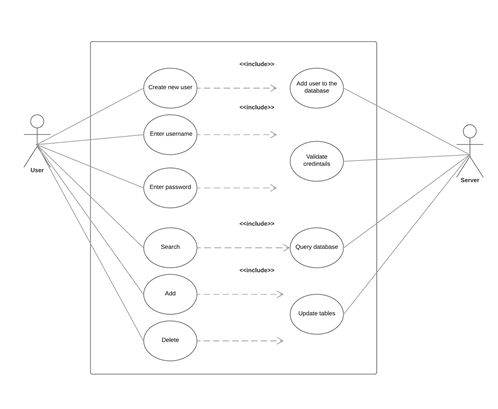 <<include>>
Create new user
Add user to the
database
<<include>>
Enter username
Validate
credintails
User
Server
Enter password
<<include>>
Search
Query database
<<include>>
Add
Update tables
Delete